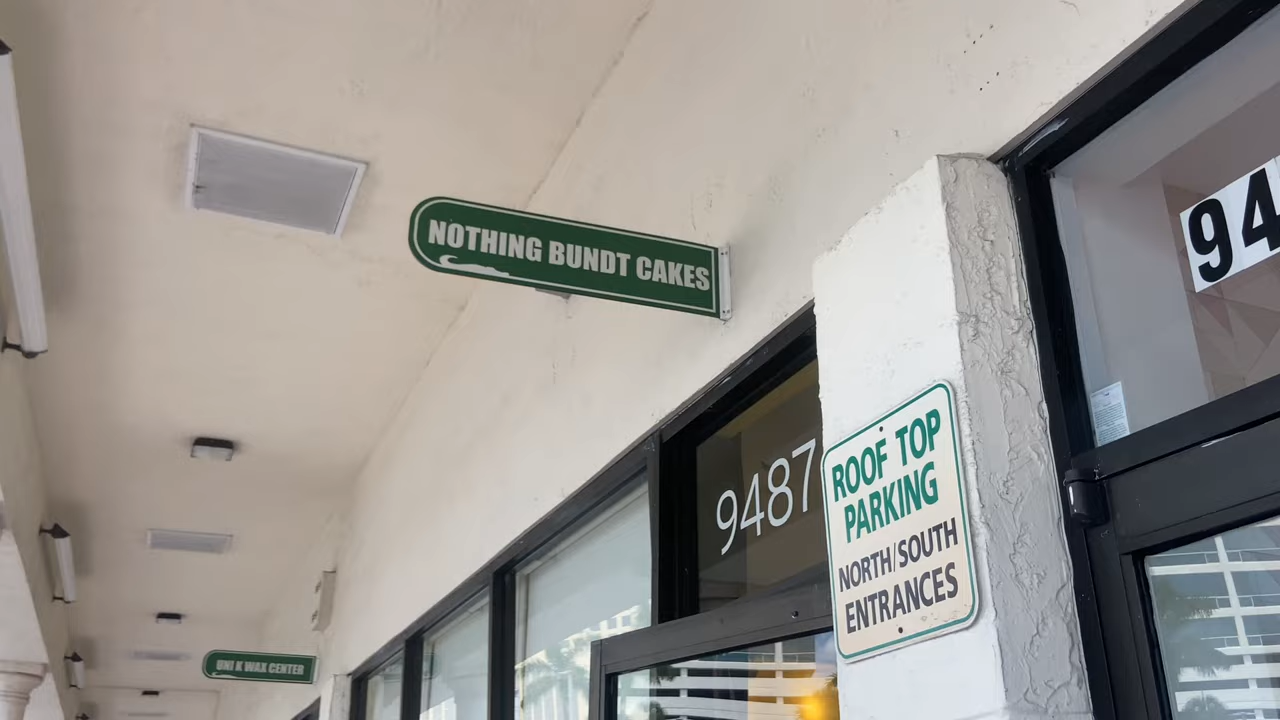 NOTHING BUNDT CAKES
94
9487
ROOF TOP
PARKING
NORTH/SOUTH
ENTRANCES
UNI K WAX CENTER